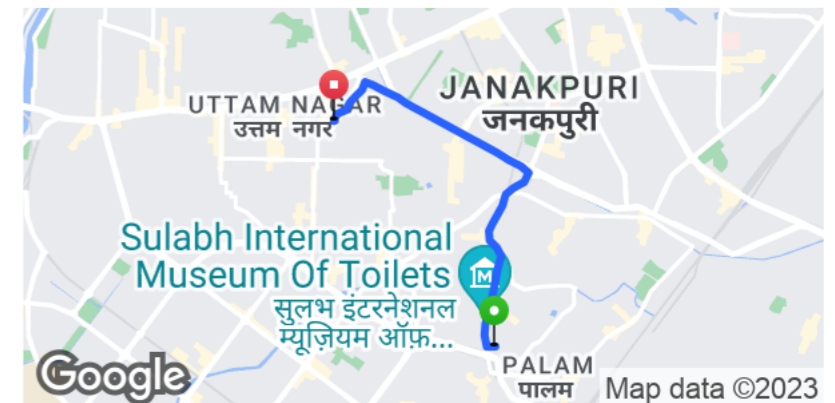 UTTAM NAGAR
उत्तम नगर
JANAKPURI
जनकपुरी
Sulabh International
Museum Of Toilets
सुलभ इंटरनेशनल
म्यूज़ियम ऑफ़...
PALAM
पालम
Google
Map data ©2023